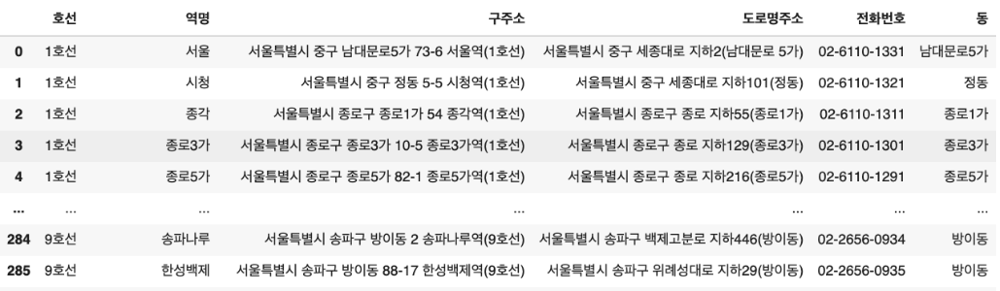 호선 역명 구주소 도로명주소 전화번호 동
0 1호선 서울 서울특별시 중구 남대문로5가 73-6 서울역(1호선) 서울특별시 중구 세종대로 지하2(남대문로 5가) 02-6110-1331 남대문로5가
1 1호선 시청 서울특별시 중구 정동 5-5 시청역(1호선) 서울특별시 중구 세종대로 지하101(정동) 02-6110-1321 정동
2 1호선 종각 서울특별시 종로구 종로1가 54 종각역(1호선) 서울특별시 종로구 종로 지하55(종로1가) 02-6110-1311 종로1가
3 1호선 종로3가 서울특별시 종로구 종로3가 10-5 종로3가역(1호선) 서울특별시 종로구 종로 지하129(종로3가) 02-6110-1301 종로3가
4 1호선 종로5가 서울특별시 종로구 종로5가 82-1 종로5가역(1호선) 서울특별시 종로구 종로 지하216(종로5가) 02-6110-1291 종로5가
... ... ... ... ... ... ...
284 9호선 송파나루 서울특별시 송파구 방이동 2 송파나루역(9호선) 서울특별시 송파구 백제고분로 지하446(방이동) 02-2656-0934 방이동
285 9호선 한성백제 서울특별시 송파구 방이동 88-17 한성백제역(9호선) 서울특별시 송파구 위례성대로 지하29(방이동) 02-2656-0935 방이동